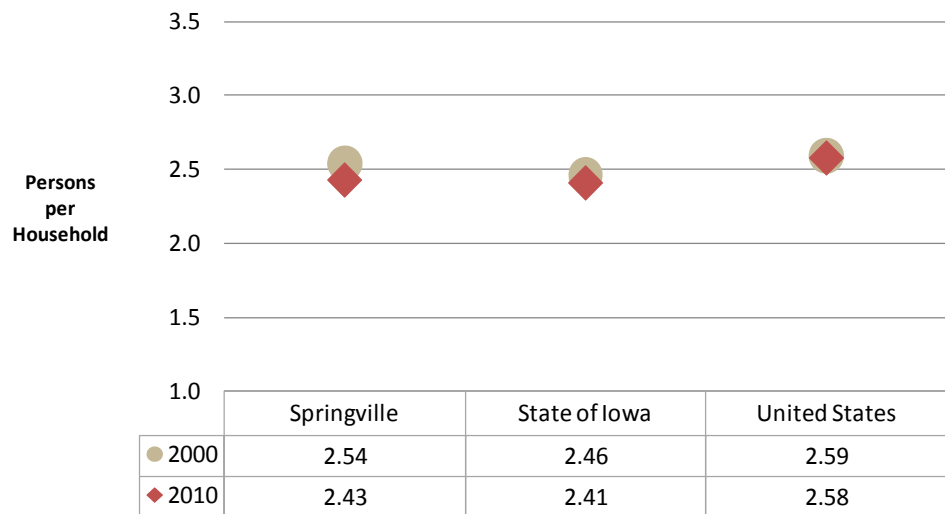 3.5
3.0
2.5
2.0
1.5
1.0
Persons
per
Household
Springville State of Iowa United States
2000 2.54 2.46 2.59
2010 2.43 2.41 2.58